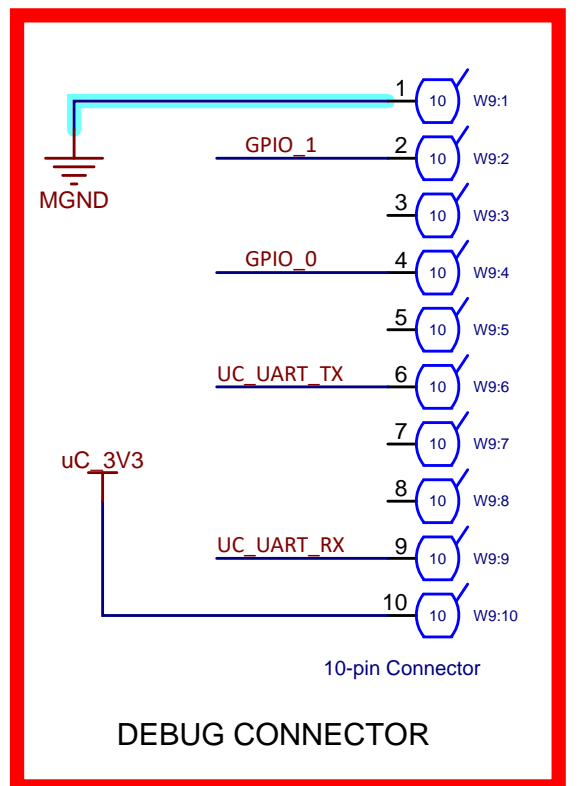 1 10 W9:1
GPIO_1 2 10 W9:2
MGND 3 10 W9:3
GPIO_0 4 10 W9:4
5 10 W9:5
UC_UART_TX 6 10 W9:6
7 10 W9:7
uC_3V3 8 10 W9:8
UC_UART_RX 9 10 W9:9
10 10 W9:10
10-pin Connector
DEBUG CONNECTOR